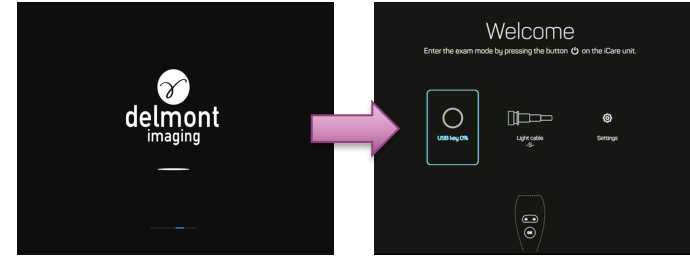 delmont
imaging
Welcome
Enter the exam mode by pressing the button on the iCare unit.
USB key 0%
Light cable
-S-
Settings
OK